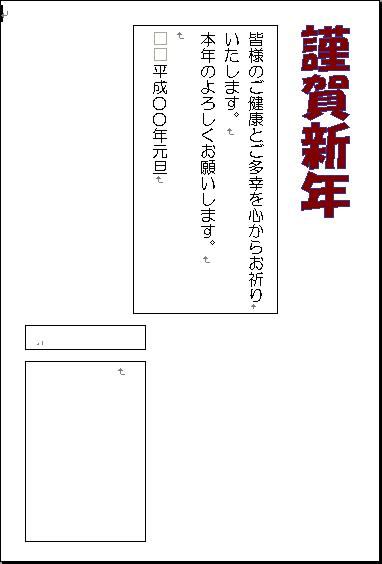 謹賀新年
皆様のご健康とご多幸を心からお祈り
いたします。
本年のよろしくお願いします。
□□平成〇〇年元旦